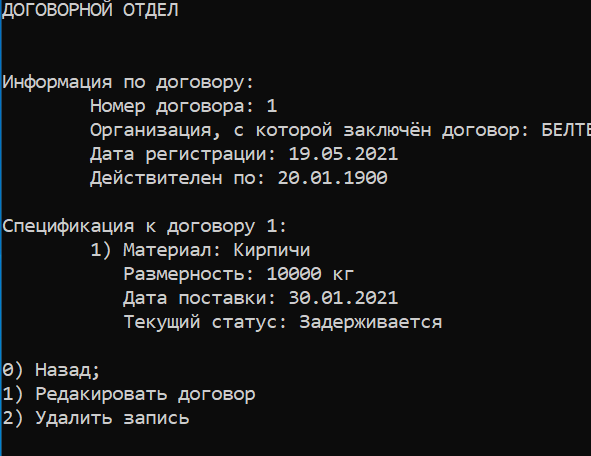 ДОГОВОРНОЙ ОТДЕЛ
Информация по договору:
Номер договора: 1
Организация, с которой заключён договор: БЕЛТЕ
Дата регистрации: 19.05.2021
Действителен по: 20.01.1900
Спецификация к договору 1:
1) Материал: Кирпичи
Размерность: 10000 кг
Дата поставки: 30.01.2021
Текущий статус: Задерживается
0) Назад;
1) Редакировать договор
2) Удалить запись